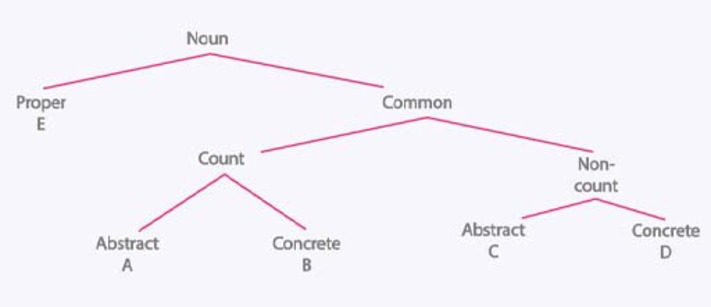 Noun
Proper
E
Common
Count
Non-
count
Abstract
A
Concrete
B
Abstract
C
Concrete
D